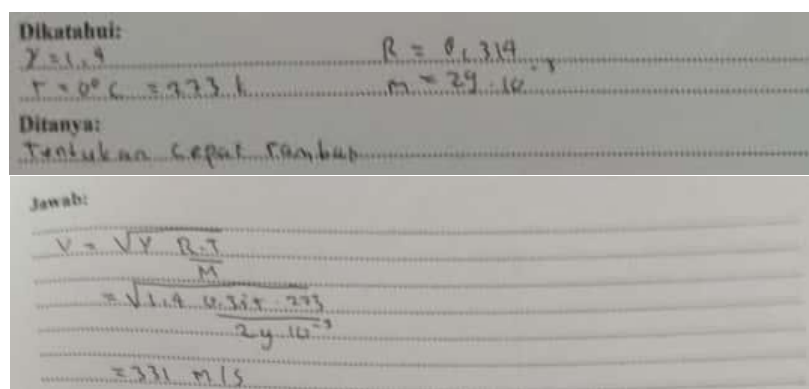 Dikatahui:
γ = 1,4 R = 8,314
T = 0°C = 273 k M = 29 . 10⁻³
Ditanya:
Tentukan cepat rambat
Jawab:
V = √γ R.T
M
= √1,4 8.314 . 273
29 10⁻³
= 331 m/s